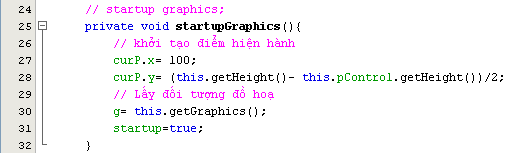 24 // startup graphics;
25 private void startupGraphics(){
26 // khởi tạo điểm hiện hành
27 curP.x= 100;
28 curP.y= (this.getHeight()- this.pControl.getHeight())/2;
29 // Lấy đối tượng đồ hoạ
30 g= this.getGraphics();
31 startup=true;
32 }